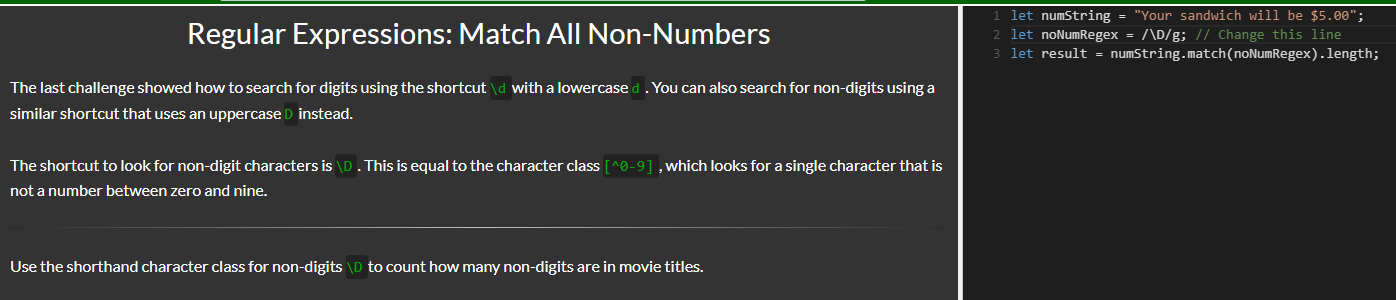 Regular Expressions: Match All Non-Numbers
The last challenge showed how to search for digits using the shortcut \d with a lowercase d . You can also search for non-digits using a
similar shortcut that uses an uppercase D instead.
The shortcut to look for non-digit characters is \D . This is equal to the character class [^0-9] , which looks for a single character that is
not a number between zero and nine.
Use the shorthand character class for non-digits \D to count how many non-digits are in movie titles.
1 let numString = "Your sandwich will be $5.00";
2 let noNumRegex = /\D/g; // Change this line
3 let result = numString.match(noNumRegex).length;